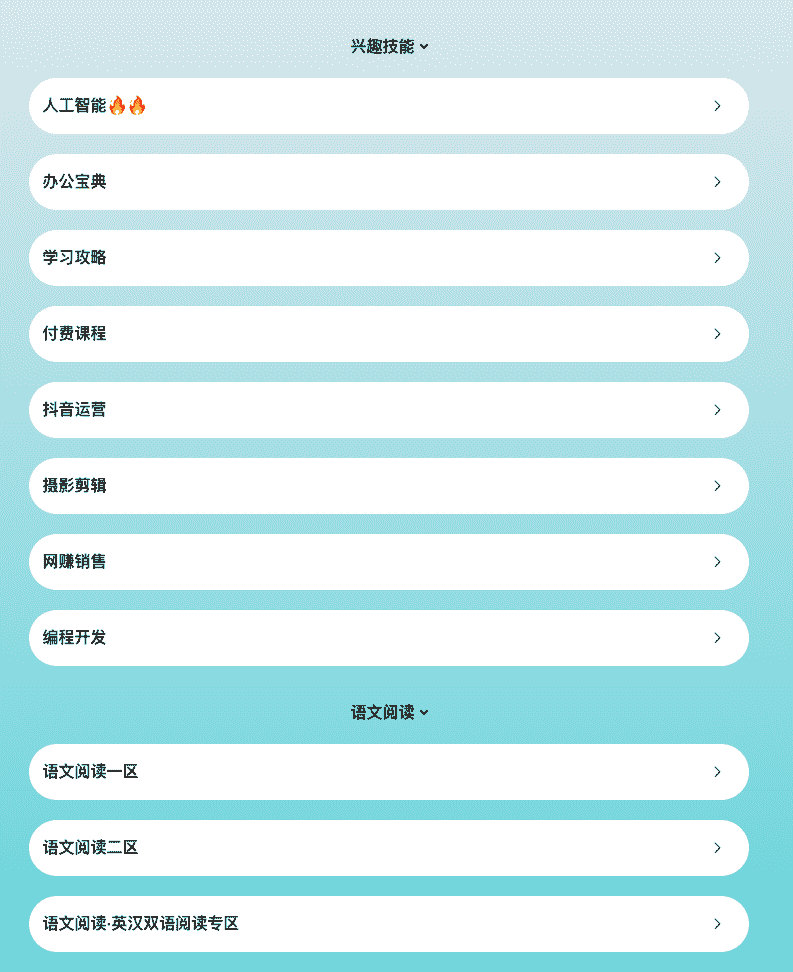 兴趣技能
人工智能🔥🔥
办公宝典
学习攻略
付费课程
抖音运营
摄影剪辑
网赚销售
编程开发
语文阅读
语文阅读一区
语文阅读二区
语文阅读·英汉双语阅读专区